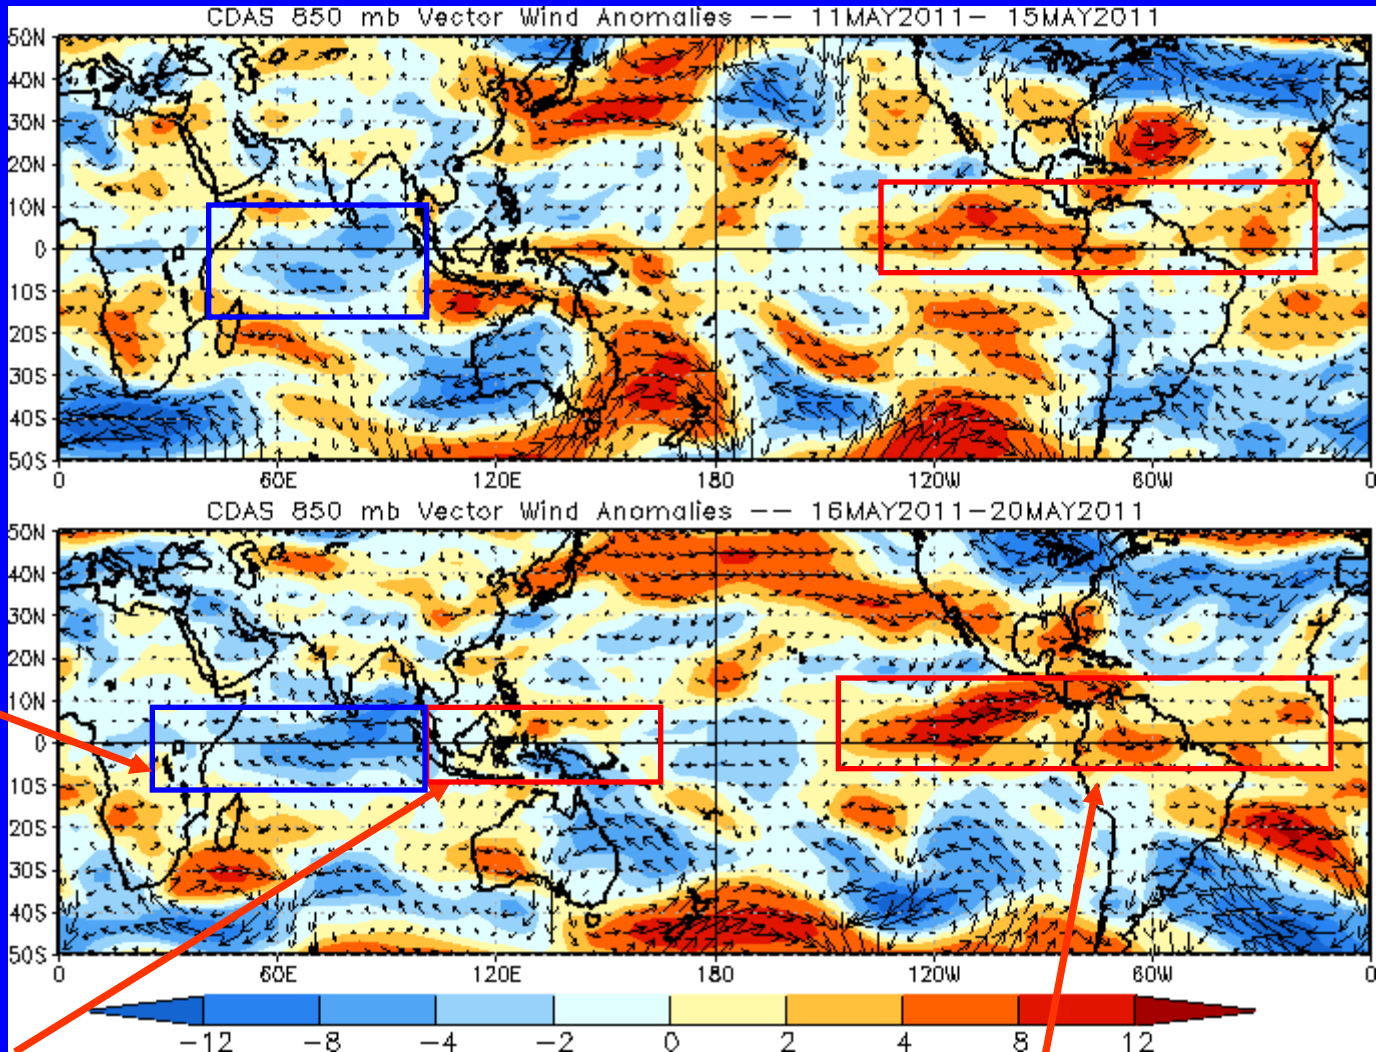 CDAS 850 mb Vector Wind Anomalies -- 11MAY2011- 15MAY2011
50N
40N
30N
20N
10N
0
10S
20S
30S
40S
50S
0 60E 120E 180 120W 60W 0
CDAS 850 mb Vector Wind Anomalies -- 16MAY2011-20MAY2011
50N
40N
30N
20N
10N
0
10S
20S
30S
40S
50S
0 60E 120E 180 120W 60W 0
-12 -8 -4 -2 0 2 4 8 12